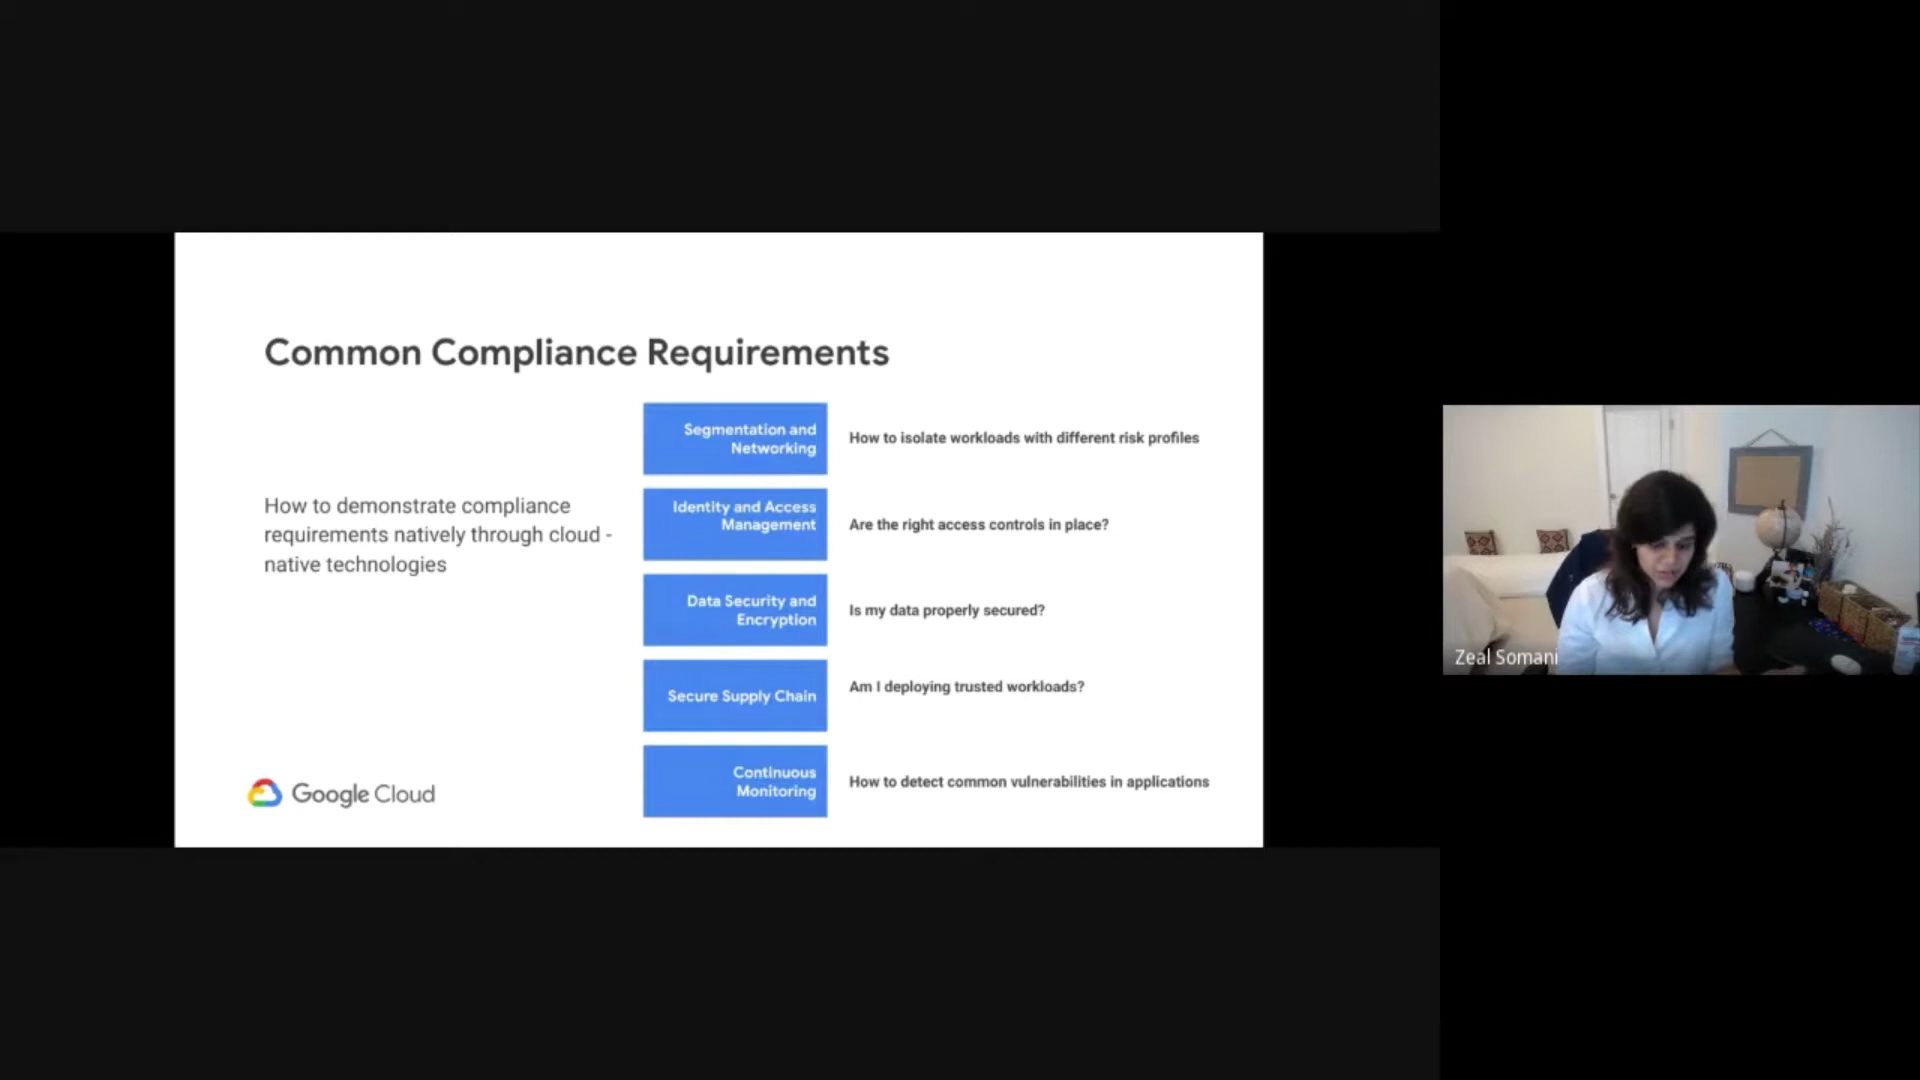 Common Compliance Requirements
How to demonstrate compliance
requirements natively through cloud -
native technologies
Segmentation and
Networking
How to isolate workloads with different risk profiles
Identity and Access
Management
Are the right access controls in place?
Data Security and
Encryption
Is my data properly secured?
Secure Supply Chain
Am I deploying trusted workloads?
Continuous
Monitoring
How to detect common vulnerabilities in applications
Google Cloud
Zeal Somani